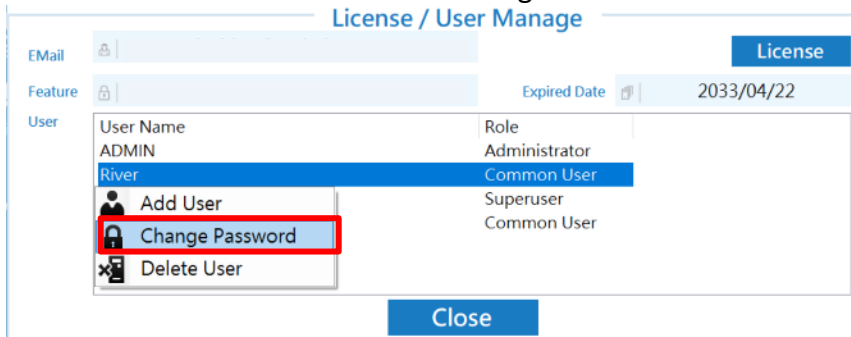 License / User Manage
EMail License
Feature Expired Date 2033/04/22
User User Name Role
ADMIN Administrator
River Common User
Add User Superuser
Change Password Common User
Delete User
Close